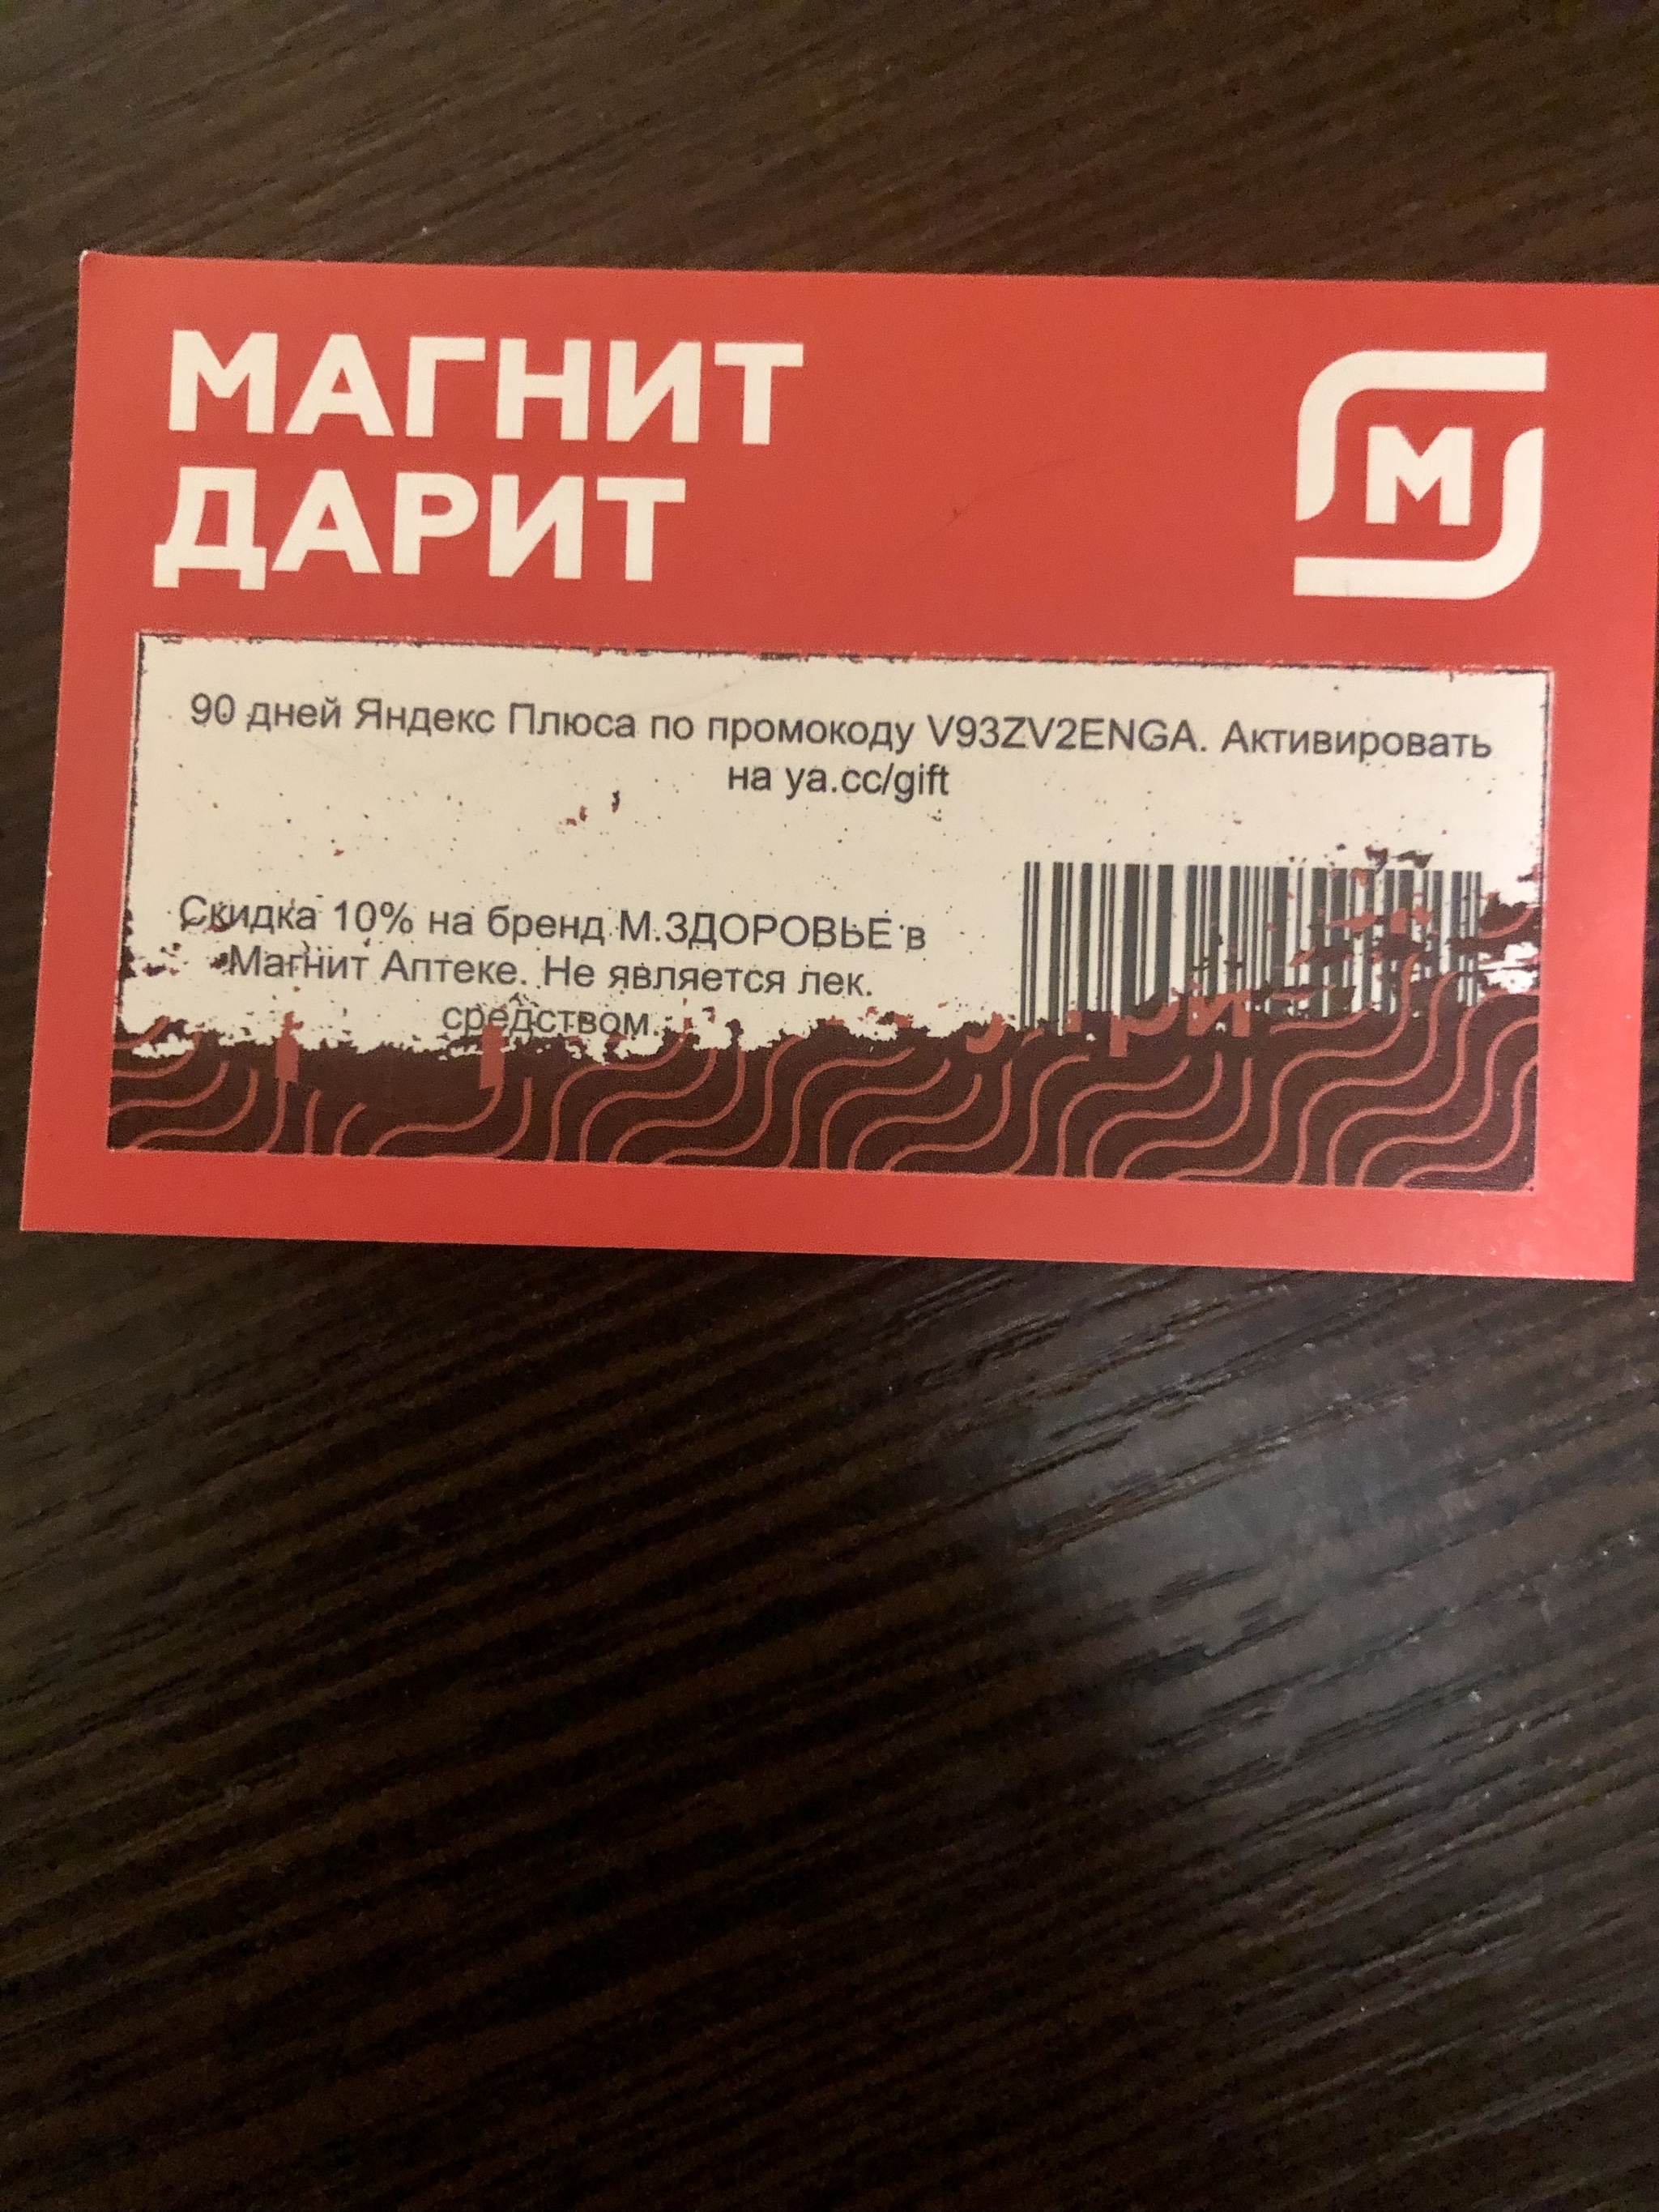 МАГНИТ
ДАРИТ
М
90 дней Яндекс Плюса по промокоду V93ZV2ENGA. Активировать
на ya.cc/gift
Скидка 10% на бренд М.ЗДОРОВЬЕ в
Магнит Аптеке. Не является лек.
средством.